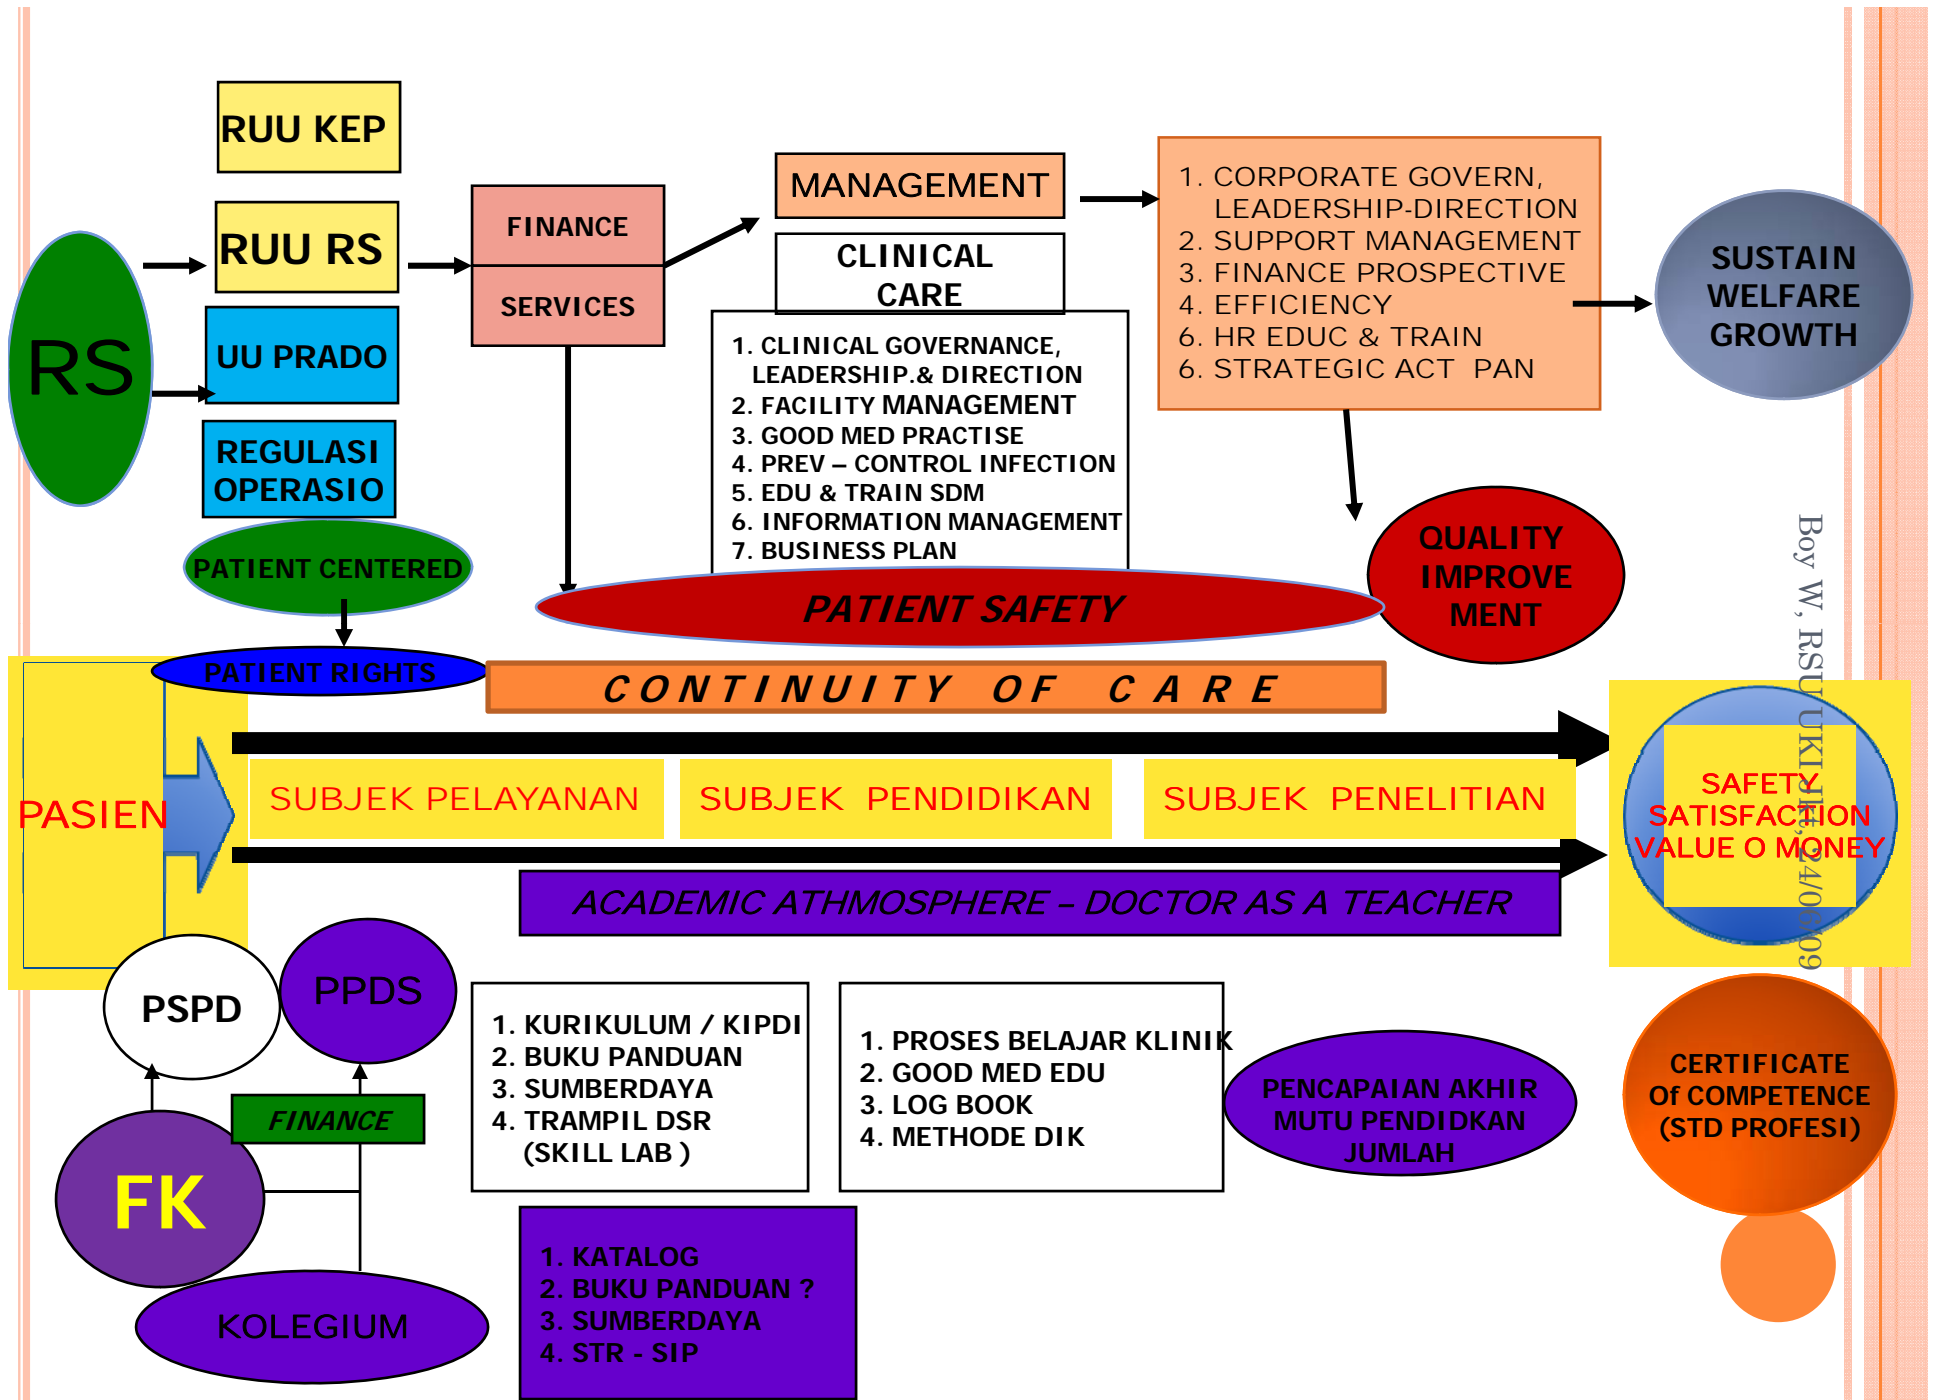 RUU KEP
RUU RS
UU PRADO
REGULASI
OPERASIO
RS
PATIENT CENTERED
PATIENT RIGHTS
FINANCE
SERVICES
MANAGEMENT
CLINICAL
CARE
1. CLINICAL GOVERNANCE,
LEADERSHIP.& DIRECTION
2. FACILITY MANAGEMENT
3. GOOD MED PRACTISE
4. PREV – CONTROL INFECTION
5. EDU & TRAIN SDM
6. INFORMATION MANAGEMENT
7. BUSINESS PLAN
1. CORPORATE GOVERN,
LEADERSHIP-DIRECTION
2. SUPPORT MANAGEMENT
3. FINANCE PROSPECTIVE
4. EFFICIENCY
6. HR EDUC & TRAIN
6. STRATEGIC ACT PAN
SUSTAIN
WELFARE
GROWTH
QUALITY
IMPROVE
MENT
PATIENT SAFETY
CONTINUITY OF CARE
PASIEN
SUBJEK PELAYANAN
SUBJEK PENDIDIKAN
SUBJEK PENELITIAN
SAFETY
SATISFACTION
VALUE O MONEY
ACADEMIC ATHMOSPHERE – DOCTOR AS A TEACHER
PSPD
PPDS
FINANCE
FK
KOLEGIUM
1. KURIKULUM / KIPDI
2. BUKU PANDUAN
3. SUMBERDAYA
4. TRAMPIL DSR
(SKILL LAB )
1. PROSES BELAJAR KLINIK
2. GOOD MED EDU
3. LOG BOOK
4. METHODE DIK
PENCAPAIAN AKHIR
MUTU PENDIDKAN
JUMLAH
CERTIFICATE
Of COMPETENCE
(STD PROFESI)
1. KATALOG
2. BUKU PANDUAN ?
3. SUMBERDAYA
4. STR - SIP
Boy W, RSU UKI Jkt, 24/06/09